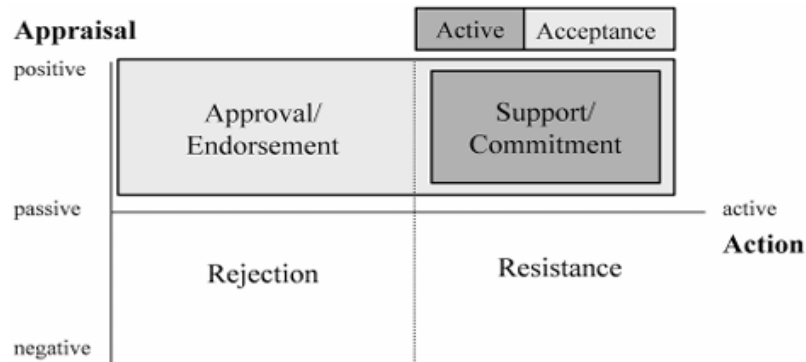 Appraisal
Active Acceptance
positive
Approval/
Endorsement
Support/
Commitment
passive
active
Action
Rejection
Resistance
negative